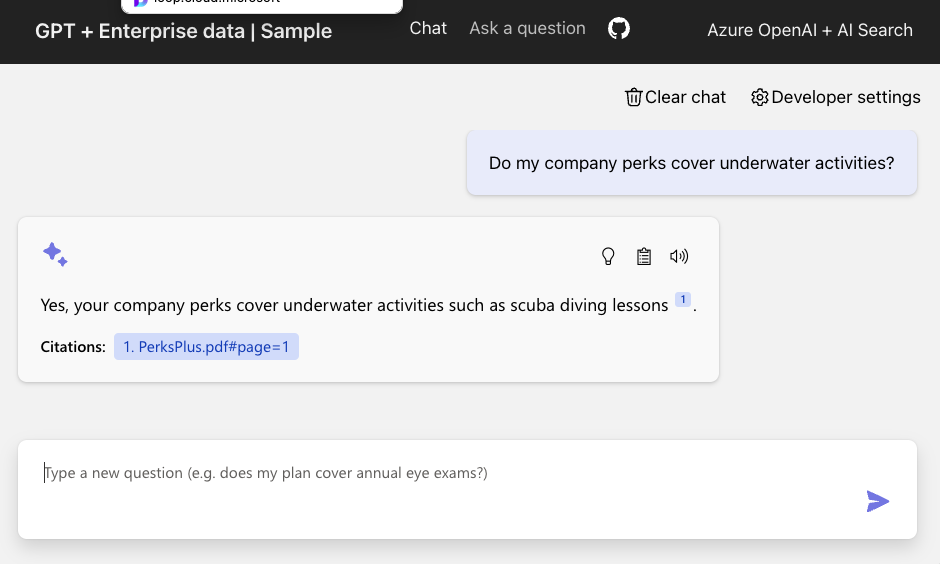 GPT + Enterprise data | Sample
Chat
Ask a question
Azure OpenAI + AI Search
Clear chat
Developer settings
Do my company perks cover underwater activities?
Yes, your company perks cover underwater activities such as scuba diving lessons 1 .
Citations: 1. PerksPlus.pdf#page=1
Type a new question (e.g. does my plan cover annual eye exams?)